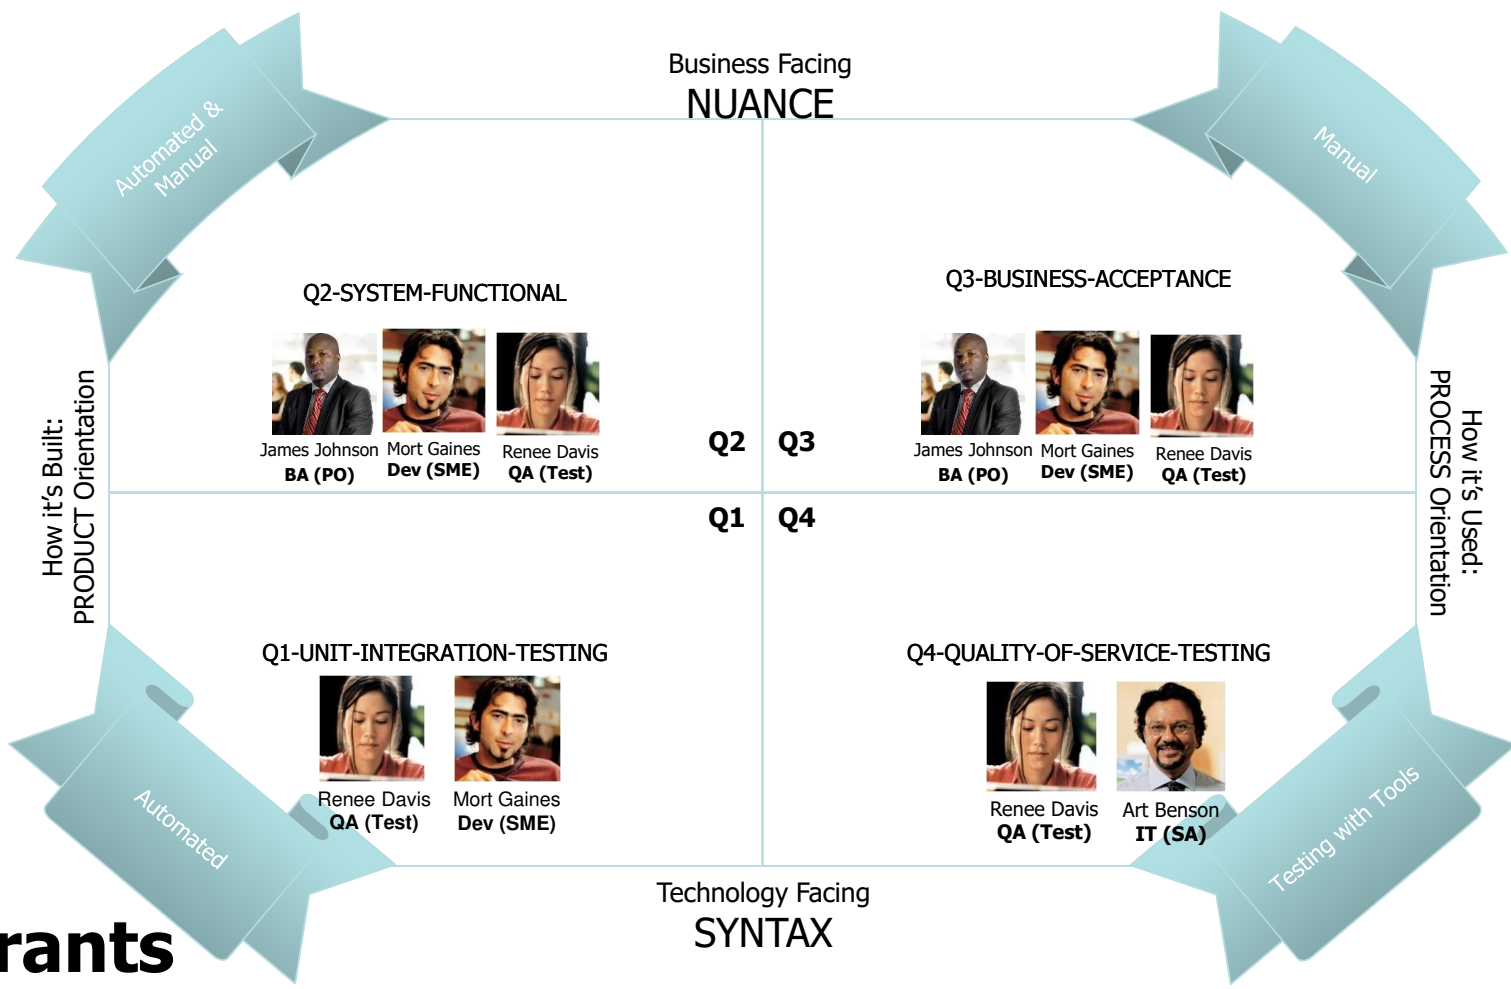 Business Facing
NUANCE
Automated &
Manual
Manual
Q2-SYSTEM-FUNCTIONAL
Q3-BUSINESS-ACCEPTANCE
James Johnson
BA (PO)
Mort Gaines
Dev (SME)
Renee Davis
QA (Test)
James Johnson
BA (PO)
Mort Gaines
Dev (SME)
Renee Davis
QA (Test)
How it's Built:
PRODUCT Orientation
How it's Used:
PROCESS Orientation
Q2
Q3
Q1
Q4
Q1-UNIT-INTEGRATION-TESTING
Q4-QUALITY-OF-SERVICE-TESTING
Renee Davis
QA (Test)
Mort Gaines
Dev (SME)
Renee Davis
QA (Test)
Art Benson
IT (SA)
Automated
Testing with Tools
Technology Facing
SYNTAX
rants